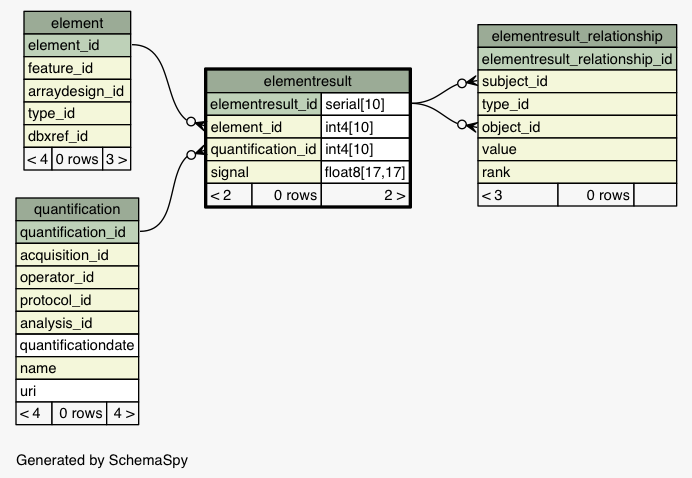 element
element_id
feature_id
arraydesign_id
type_id
dbxref_id
< 4 0 rows 3 >
quantification
quantification_id
acquisition_id
operator_id
protocol_id
analysis_id
quantificationdate
name
uri
< 4 0 rows 4 >
elementresult
elementresult_id serial[10]
element_id int4[10]
quantification_id int4[10]
signal float8[17,17]
< 2 0 rows 2 >
elementresult_relationship
elementresult_relationship_id
subject_id
type_id
object_id
value
rank
< 3 0 rows
Generated by SchemaSpy